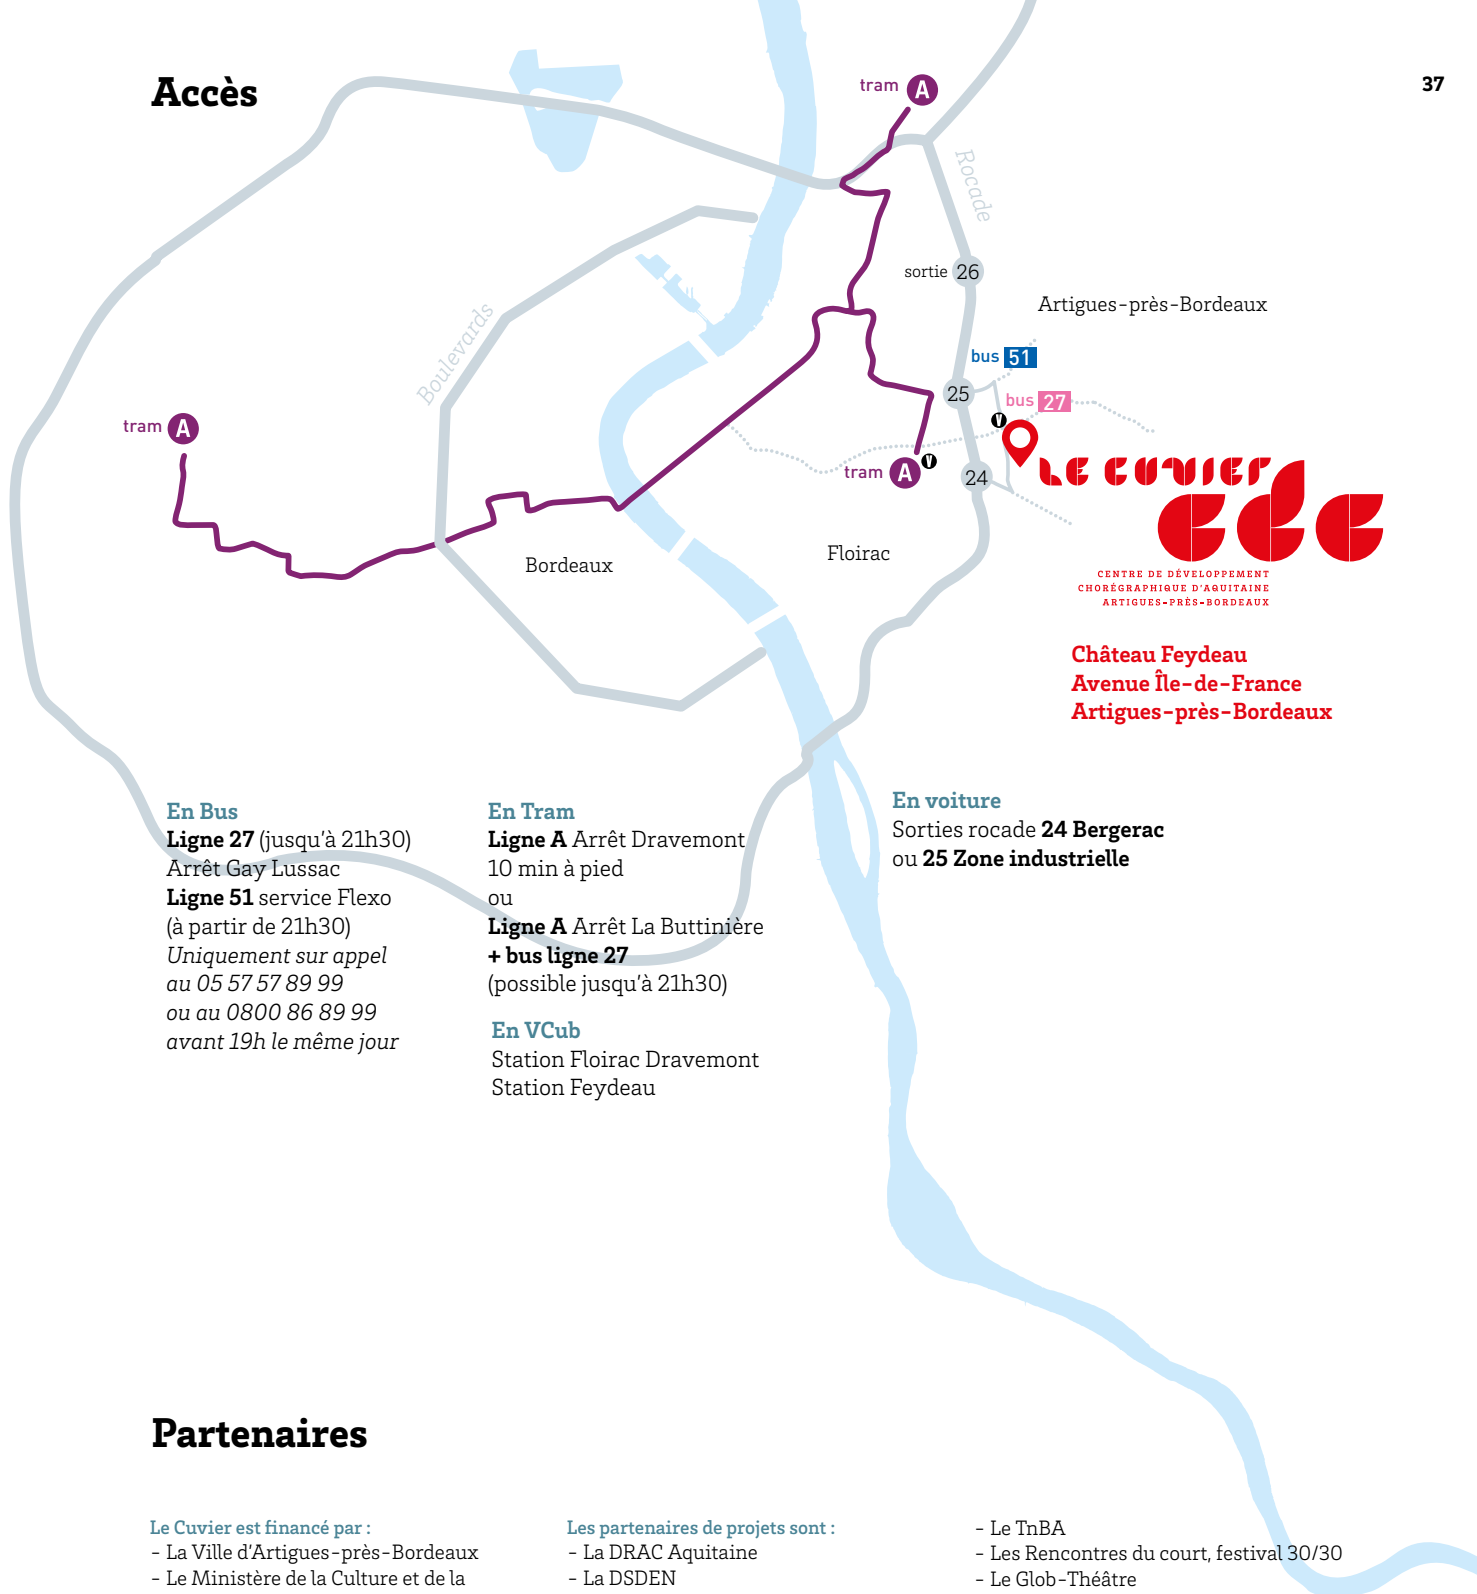 Accès
37
tram A
Rocade
sortie 26
Artigues-près-Bordeaux
Boulevards
bus 51
25
bus 27
V
tram A
tram A V
24
LE CUVIER
CDC
Bordeaux
Floirac
CENTRE DE DÉVELOPPEMENT
CHORÉGRAPHIQUE D'AQUITAINE
ARTIGUES-PRÈS-BORDEAUX
Château Feydeau
Avenue Île-de-France
Artigues-près-Bordeaux
En Bus
Ligne 27 (jusqu'à 21h30)
Arrêt Gay Lussac
Ligne 51 service Flexo
(à partir de 21h30)
Uniquement sur appel
au 05 57 57 89 99
ou au 0800 86 89 99
avant 19h le même jour
En Tram
Ligne A Arrêt Dravemont
10 min à pied
ou
Ligne A Arrêt La Buttinière
+ bus ligne 27
(possible jusqu'à 21h30)
En VCub
Station Floirac Dravemont
Station Feydeau
En voiture
Sorties rocade 24 Bergerac
ou 25 Zone industrielle
Partenaires
Le Cuvier est financé par :
- La Ville d'Artigues-près-Bordeaux
- Le Ministère de la Culture et de la
Les partenaires de projets sont :
- La DRAC Aquitaine
- La DSDEN
- Le TnBA
- Les Rencontres du court, festival 30/30
- Le Glob-Théâtre